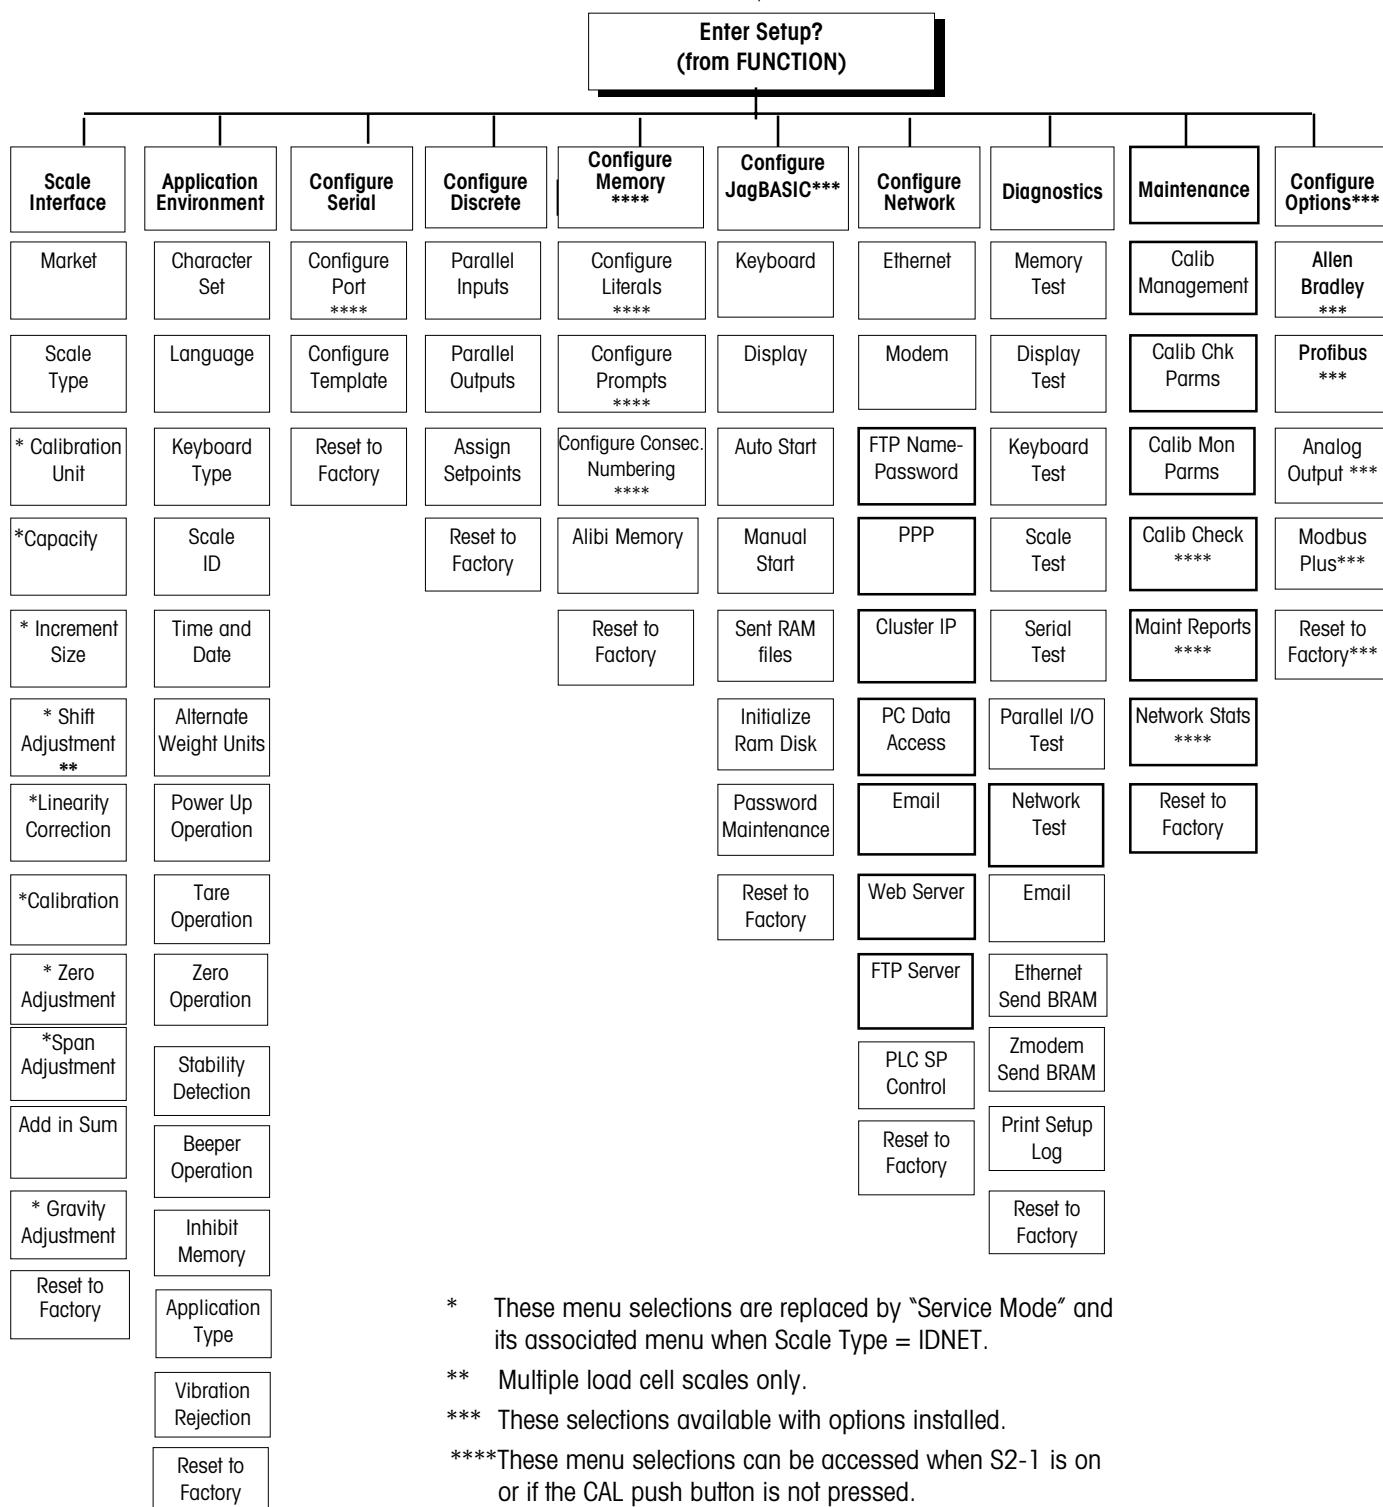 Enter Setup?
(from FUNCTION)
Scale
Interface
Market
Scale
Type
* Calibration
Unit
*Capacity
* Increment
Size
* Shift
Adjustment
**
*Linearity
Correction
*Calibration
* Zero
Adjustment
*Span
Adjustment
Add in Sum
* Gravity
Adjustment
Reset to
Factory
Application
Environment
Character
Set
Language
Keyboard
Type
Scale
ID
Time and
Date
Alternate
Weight Units
Power Up
Operation
Tare
Operation
Zero
Operation
Stability
Detection
Beeper
Operation
Inhibit
Memory
Application
Type
Vibration
Rejection
Reset to
Factory
Configure
Serial
Configure
Port
****
Configure
Template
Reset to
Factory
Configure
Discrete
Parallel
Inputs
Parallel
Outputs
Assign
Setpoints
Reset to
Factory
Configure
Memory
****
Configure
Literals
****
Configure
Prompts
****
Configure Consec.
Numbering
****
Alibi Memory
Reset to
Factory
Configure
JagBASIC***
Keyboard
Display
Auto Start
Manual
Start
Sent RAM
files
Initialize
Ram Disk
Password
Maintenance
Reset to
Factory
Configure
Network
Ethernet
Modem
FTP Name-
Password
PPP
Cluster IP
PC Data
Access
Email
Web Server
FTP Server
PLC SP
Control
Reset to
Factory
Diagnostics
Memory
Test
Display
Test
Keyboard
Test
Scale
Test
Serial
Test
Parallel I/O
Test
Network
Test
Email
Ethernet
Send BRAM
Zmodem
Send BRAM
Print Setup
Log
Reset to
Factory
Maintenance
Calib
Management
Calib Chk
Parms
Calib Mon
Parms
Calib Check
****
Maint Reports
****
Network Stats
****
Reset to
Factory
Configure
Options***
Allen
Bradley
***
Profibus
***
Analog
Output ***
Modbus
Plus***
Reset to
Factory***
* These menu selections are replaced by "Service Mode" and
its associated menu when Scale Type = IDNET.
** Multiple load cell scales only.
*** These selections available with options installed.
****These menu selections can be accessed when S2-1 is on
or if the CAL push button is not pressed.